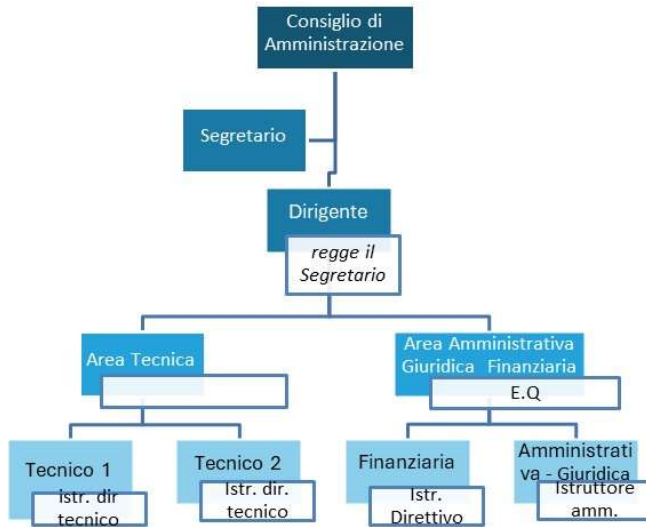 Consiglio di
Amministrazione
Segretario
Dirigente
regge il
Segretario
Area Tecnica
Area Amministrativa
Giuridica Finanziaria
E.Q
Tecnico 1
Istr. dir
tecnico
Tecnico 2
Istr. dir.
tecnico
Finanziaria
Istr.
Direttivo
Amministrati
va - Giuridica
Istruttore
amm.